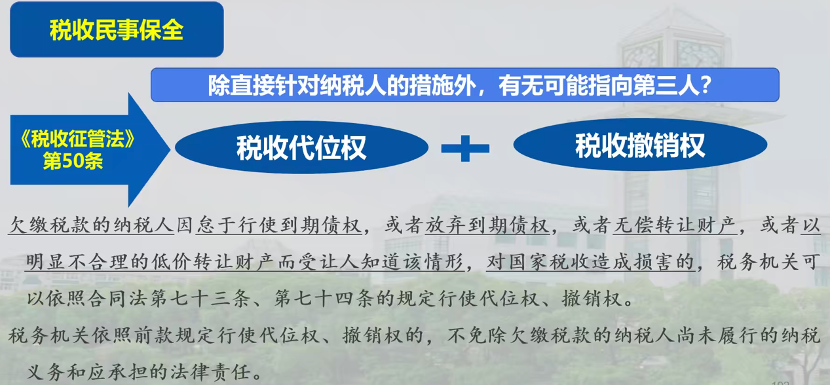 税收民事保全
除直接针对纳税人的措施外，有无可能指向第三人？
《税收征管法》
第50条
税收代位权
税收撤销权
欠缴税款的纳税人因怠于行使到期债权，或者放弃到期债权，或者无偿转让财产，或者以
明显不合理的低价转让财产而受让人知道该情形，对国家税收造成损害的，税务机关可
以依照合同法第七十三条、第七十四条的规定行使代位权、撤销权。
税务机关依照前款规定行使代位权、撤销权的，不免除欠缴税款的纳税人尚未履行的纳税
义务和应承担的法律责任。